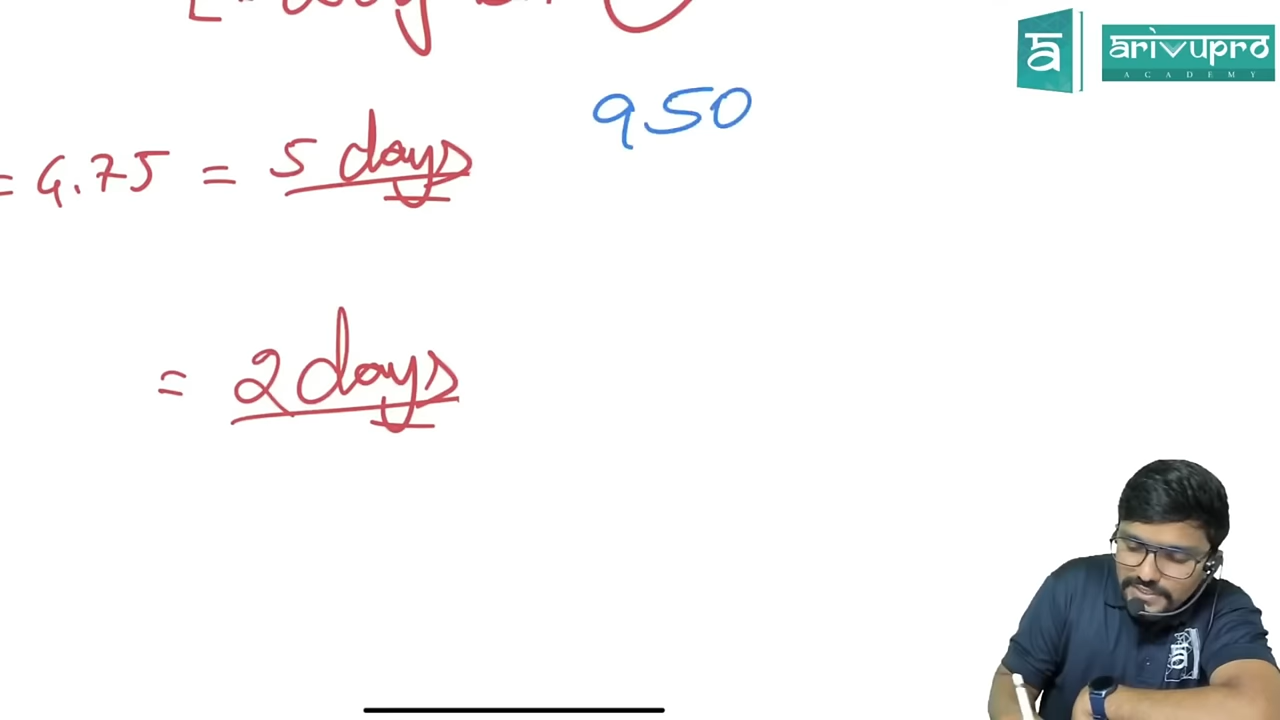 ā
arivupro
ACADEMY
950
= 4.75 = 5 days
= 2 days